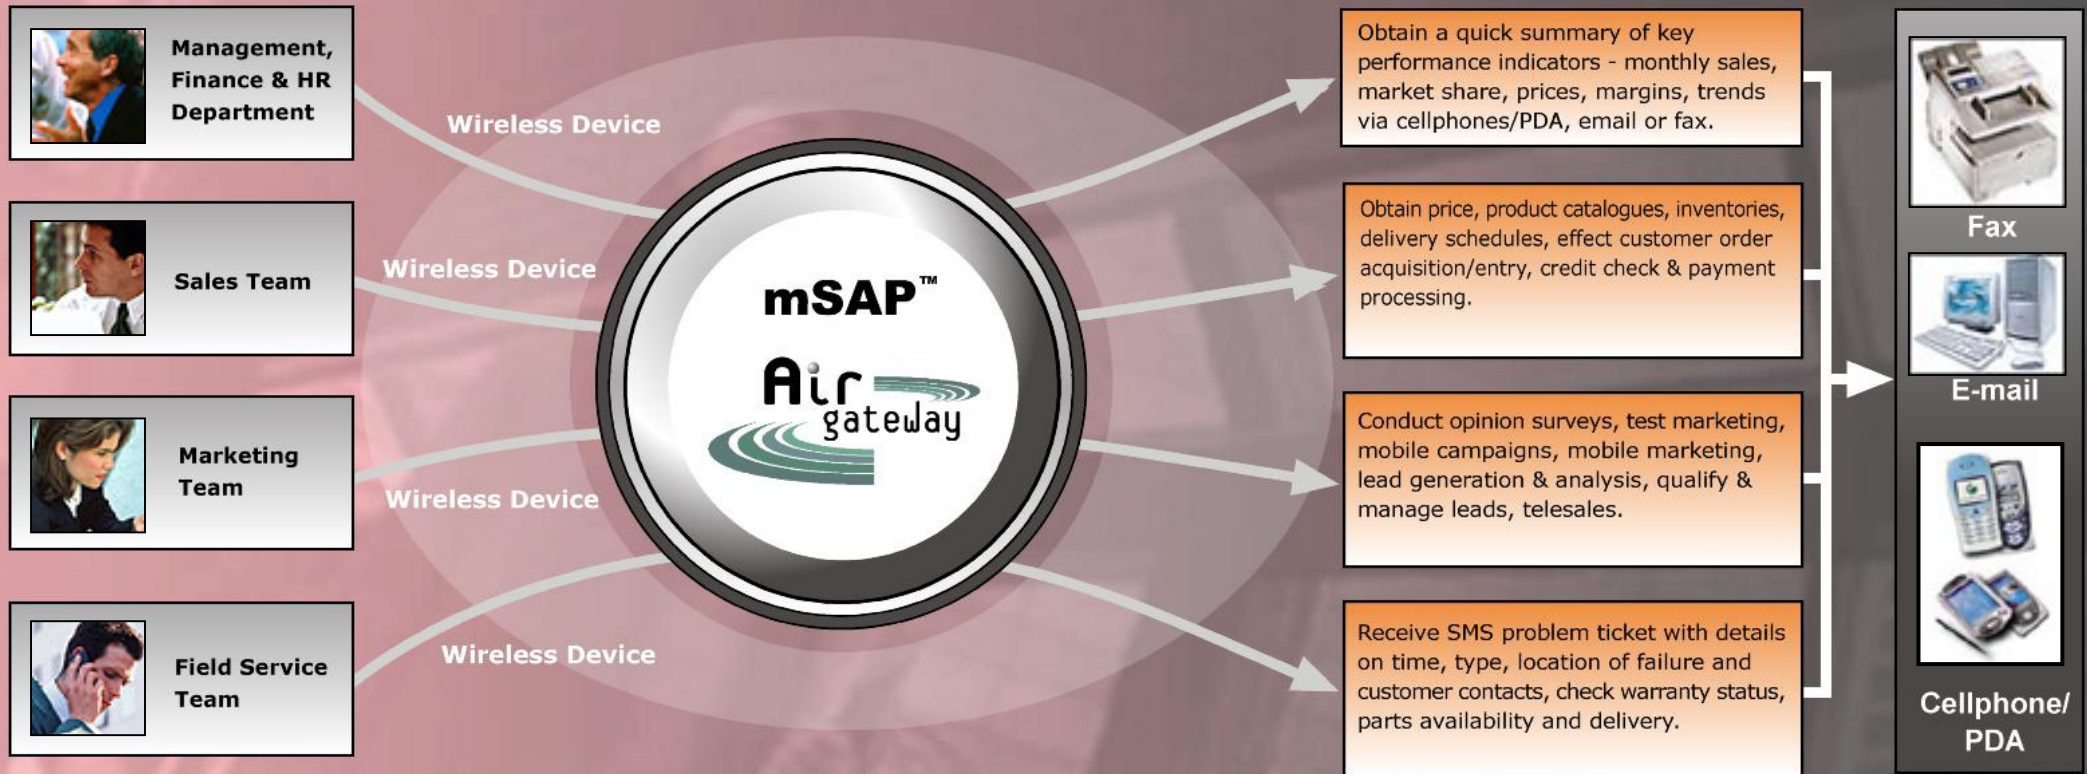 Management,
Finance & HR
Department
Sales Team
Marketing
Team
Field Service
Team
Wireless Device
Wireless Device
Wireless Device
Wireless Device
mSAP™
Air
gateway
Obtain a quick summary of key
performance indicators - monthly sales,
market share, prices, margins, trends
via cellphones/PDA, email or fax.
Obtain price, product catalogues, inventories,
delivery schedules, effect customer order
acquisition/entry, credit check & payment
processing.
Conduct opinion surveys, test marketing,
mobile campaigns, mobile marketing,
lead generation & analysis, qualify &
manage leads, telesales.
Receive SMS problem ticket with details
on time, type, location of failure and
customer contacts, check warranty status,
parts availability and delivery.
Fax
E-mail
Cellphone/
PDA